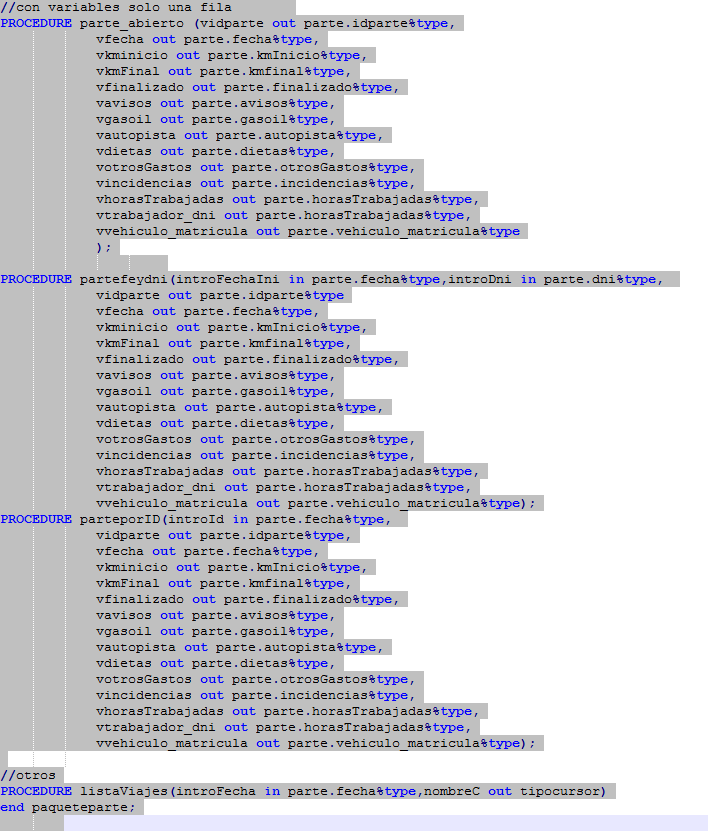 //con variables solo una fila
PROCEDURE parte_abierto (vidparte out parte.idparte%type,
vfecha out parte.fecha%type,
vkminicio out parte.kmInicio%type,
vkmFinal out parte.kmfinal%type,
vfinalizado out parte.finalizado%type,
vavisos out parte.avisos%type,
vgasoil out parte.gasoil%type,
vautopista out parte.autopista%type,
vdietas out parte.dietas%type,
votrosGastos out parte.otrosGastos%type,
vincidencias out parte.incidencias%type,
vhorasTrabajadas out parte.horasTrabajadas%type,
vtrabajador_dni out parte.horasTrabajadas%type,
vvehiculo_matricula out parte.vehiculo_matricula%type
);
PROCEDURE partefeydni(introFechaIni in parte.fecha%type,introDni in parte.dni%type,
vidparte out parte.idparte%type
vfecha out parte.fecha%type,
vkminicio out parte.kmInicio%type,
vkmFinal out parte.kmfinal%type,
vfinalizado out parte.finalizado%type,
vavisos out parte.avisos%type,
vgasoil out parte.gasoil%type,
vautopista out parte.autopista%type,
vdietas out parte.dietas%type,
votrosGastos out parte.otrosGastos%type,
vincidencias out parte.incidencias%type,
vhorasTrabajadas out parte.horasTrabajadas%type,
vtrabajador_dni out parte.horasTrabajadas%type,
vvehiculo_matricula out parte.vehiculo_matricula%type);
PROCEDURE parteporID(introId in parte.fecha%type,
vidparte out parte.idparte%type,
vfecha out parte.fecha%type,
vkminicio out parte.kmInicio%type,
vkmFinal out parte.kmfinal%type,
vfinalizado out parte.finalizado%type,
vavisos out parte.avisos%type,
vgasoil out parte.gasoil%type,
vautopista out parte.autopista%type,
vdietas out parte.dietas%type,
votrosGastos out parte.otrosGastos%type,
vincidencias out parte.incidencias%type,
vhorasTrabajadas out parte.horasTrabajadas%type,
vtrabajador_dni out parte.horasTrabajadas%type,
vvehiculo_matricula out parte.vehiculo_matricula%type);
//otros
PROCEDURE listaViajes(introFecha in parte.fecha%type,nombreC out tipocursor)
end paqueteparte;